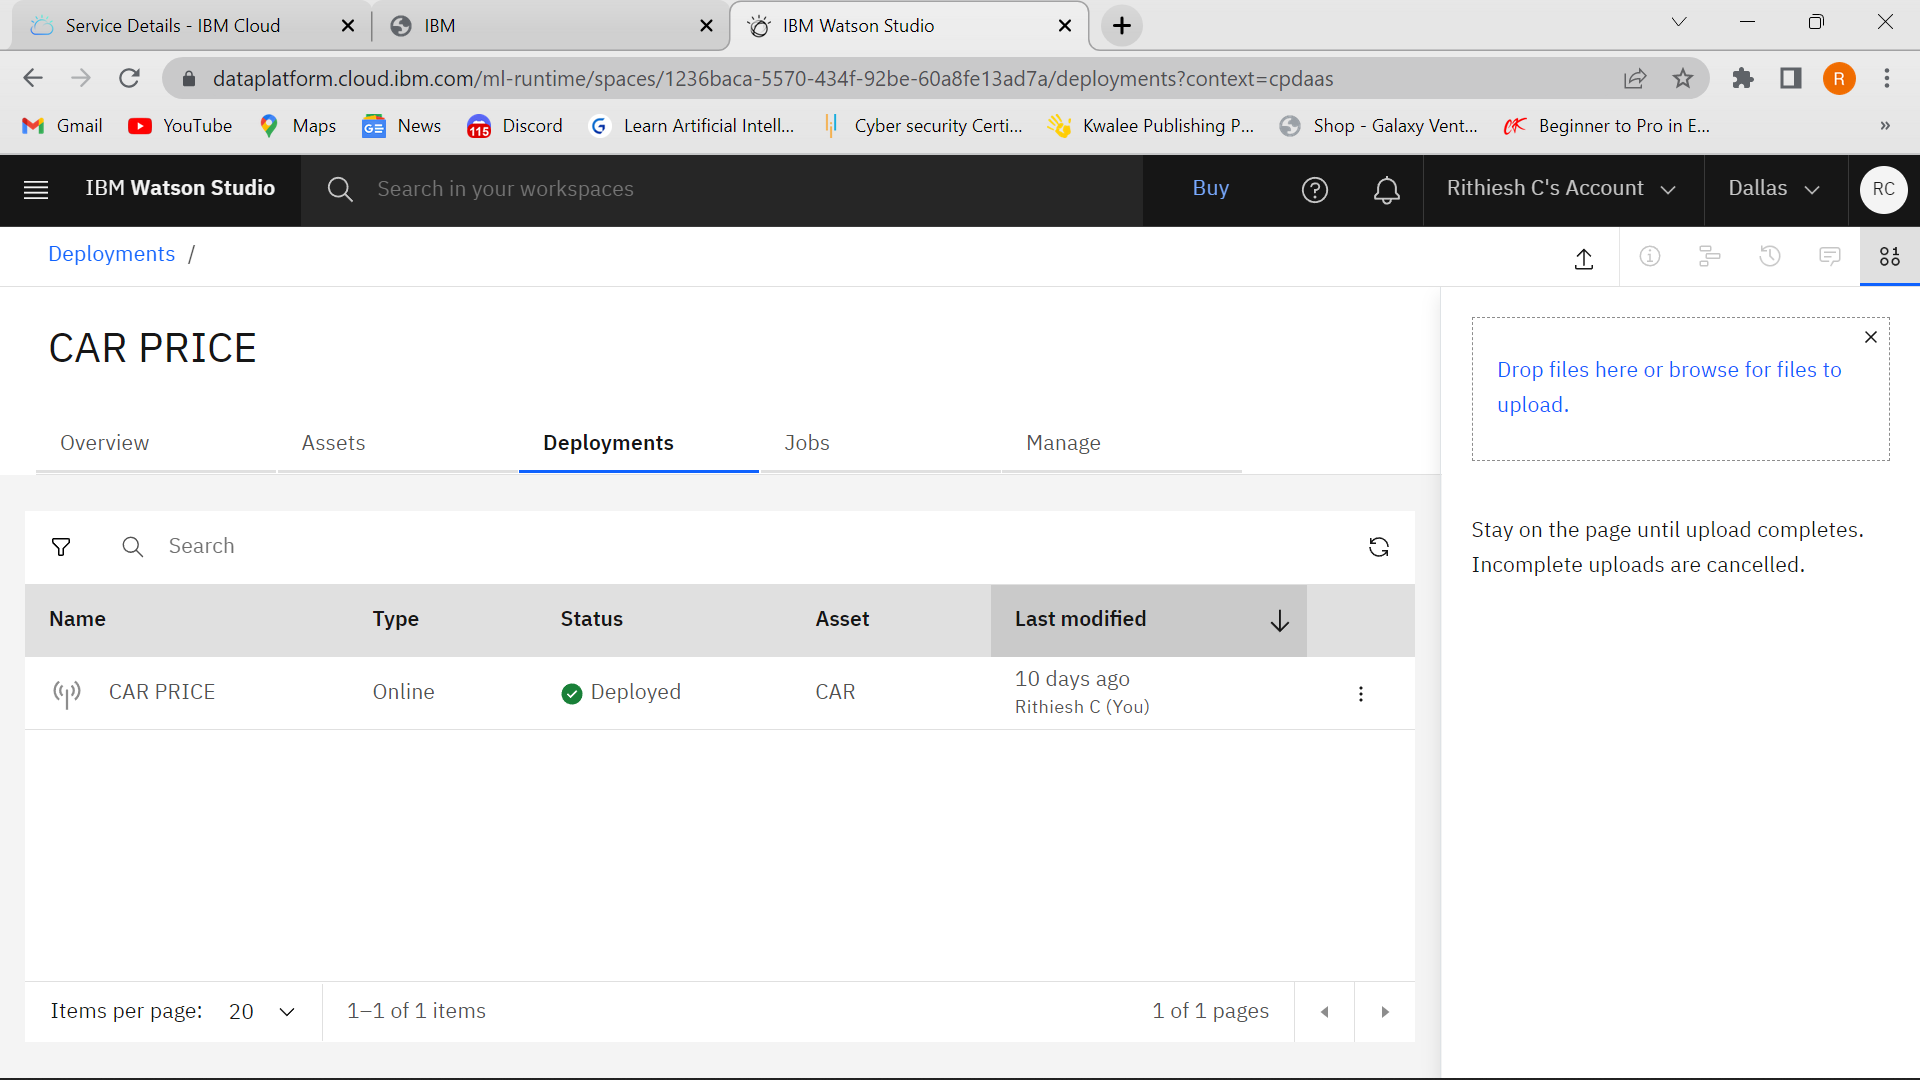 Service Details - IBM Cloud
IBM
IBM Watson Studio
dataplatform.cloud.ibm.com/ml-runtime/spaces/1236baca-5570-434f-92be-60a8fe13ad7a/deployments?context=cpdaas
R
Gmail
YouTube
Maps
News
115
Discord
Learn Artificial Intell...
Cyber security Certi...
Kwalee Publishing P...
Shop - Galaxy Vent...
Beginner to Pro in E...
»
IBM Watson Studio
Search in your workspaces
Buy
Rithiesh C's Account
Dallas
RC
Deployments /
CAR PRICE
Drop files here or browse for files to
upload.
Overview
Assets
Deployments
Jobs
Manage
Stay on the page until upload completes.
Incomplete uploads are cancelled.
Search
Name
Type
Status
Asset
Last modified
CAR PRICE
Online
Deployed
CAR
10 days ago
Rithiesh C (You)
Items per page: 20
1–1 of 1 items
1 of 1 pages